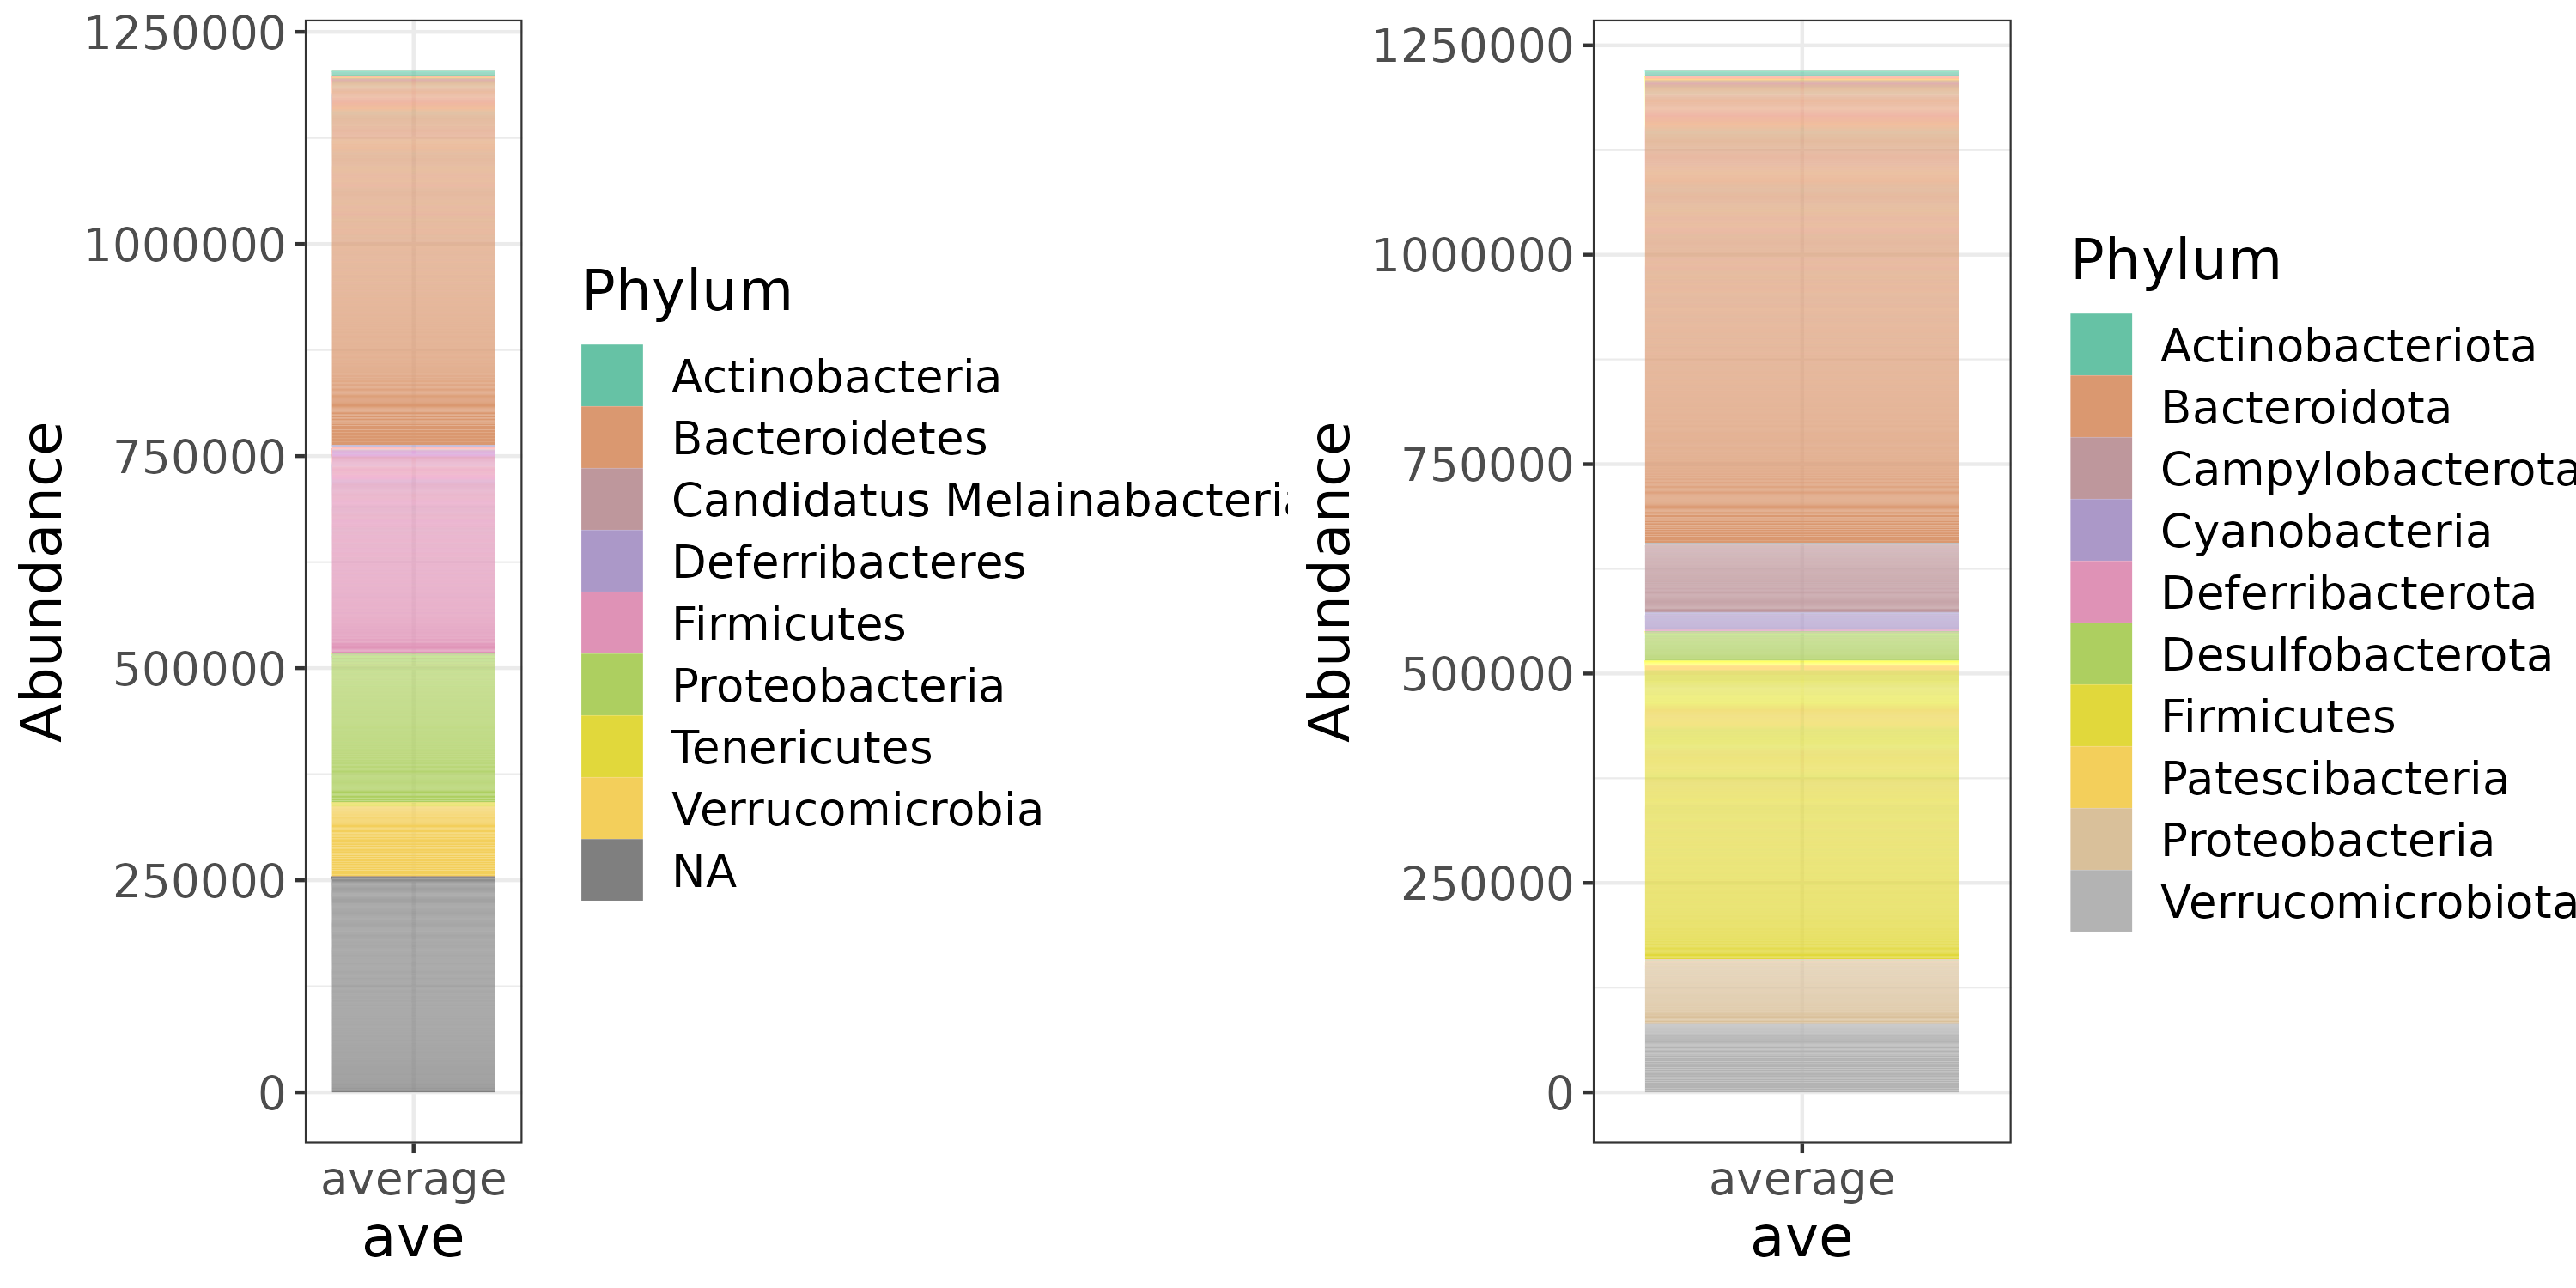 Abundance
1250000
1000000
750000
500000
250000
0
average
ave
Phylum
Actinobacteria
Bacteroidetes
Candidatus Melainabacteria
Deferribacteres
Firmicutes
Proteobacteria
Tenericutes
Verrucomicrobia
NA
Abundance
1250000
1000000
750000
500000
250000
0
average
ave
Phylum
Actinobacteriota
Bacteroidota
Campylobacterota
Cyanobacteria
Deferribacterota
Desulfobacterota
Firmicutes
Patescibacteria
Proteobacteria
Verrucomicrobiota